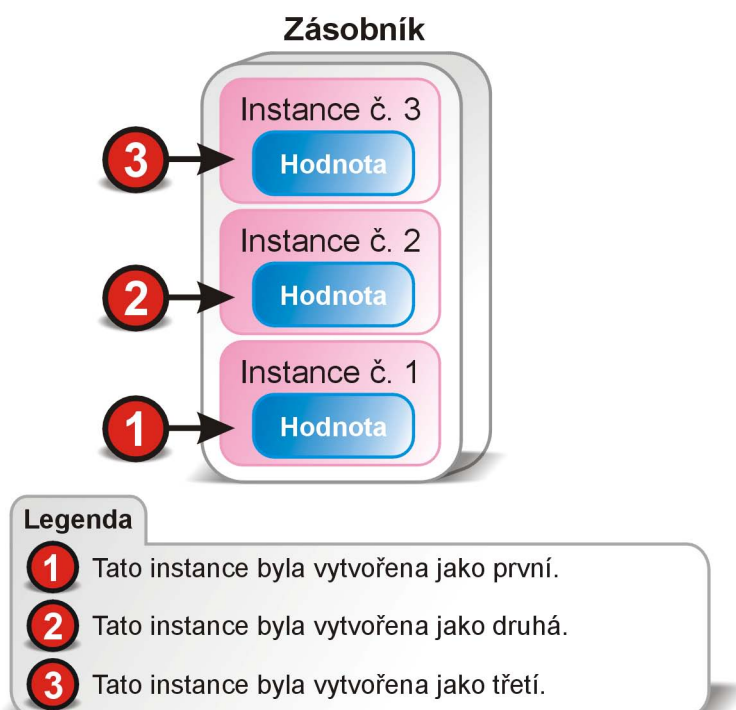 Zásobník
Instance č. 3
3
Hodnota
Instance č. 2
2
Hodnota
Instance č. 1
1
Hodnota
Legenda
1 Tato instance byla vytvořena jako první.
2 Tato instance byla vytvořena jako druhá.
3 Tato instance byla vytvořena jako třetí.